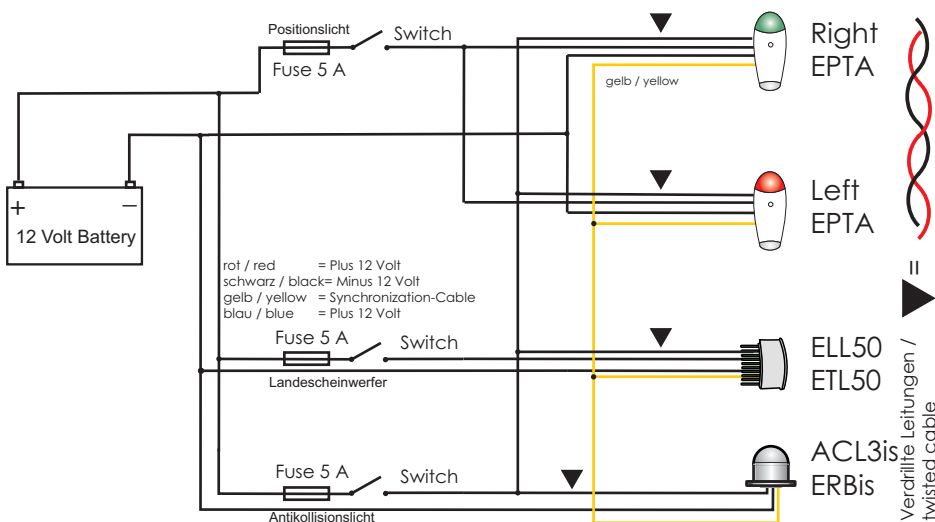 Positionslicht
Switch
Fuse 5 A
Right
EPTA
gelb / yellow
+
−
12 Volt Battery
Left
EPTA
rot / red = Plus 12 Volt
schwarz / black= Minus 12 Volt
gelb / yellow = Synchronization-Cable
blau / blue = Plus 12 Volt
Fuse 5 A
Switch
Landescheinwerfer
ELL50
ETL50
Fuse 5 A
Switch
Antikollisionslicht
ACL3is
ERBis
=
Verdrillte Leitungen /
twisted cable